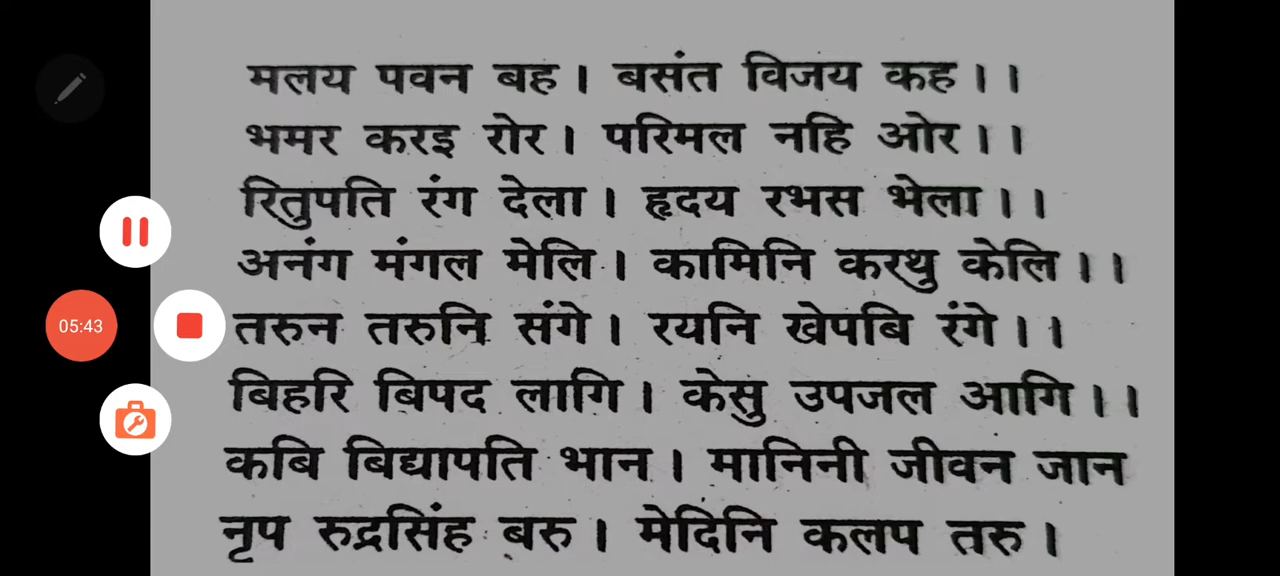 मलय पवन बह । बसंत विजय कह ।।
भमर करइ रोर । परिमल नहि ओर ।।
रितुपति रंग देला । हृदय रभस भेला ।।
अनंग मंगल मेलि । कामिनि करथु केलि ।।
05:43
तरुन तरुनि संगे । रयनि खेपबि रंगे ।।
बिहरि बिपद लागि । केसु उपजल आगि ।।
कबि बिद्यापति भान । मानिनी जीवन जान
नृप रुद्रसिंह बरु । मेदिनि कलप तरु ।